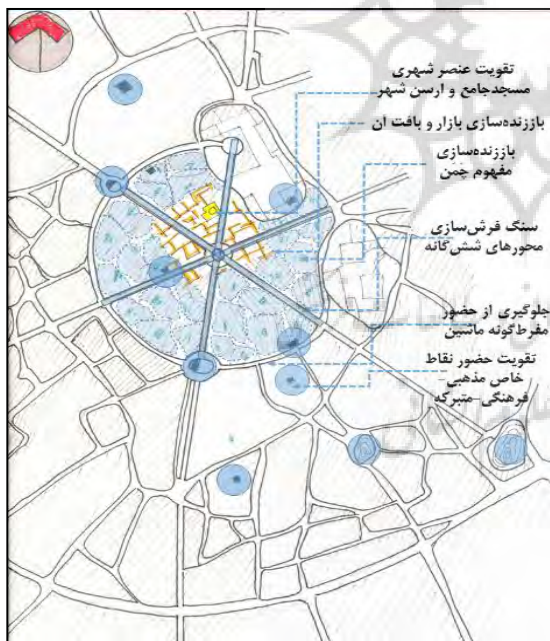 تقویت عنصر شهری
مسجدجامع و ارسن شهر
باززنده‌سازی بازار و بافت ان
باززنده‌سازی
مفهوم چمن
سنگ فرش‌سازی
محورهای شش‌گانه
جلوگیری از حضور
مفرط‌گونه ماشین
تقویت حضور نقاط
خاص مذهبی-
فرهنگی-متبرکه